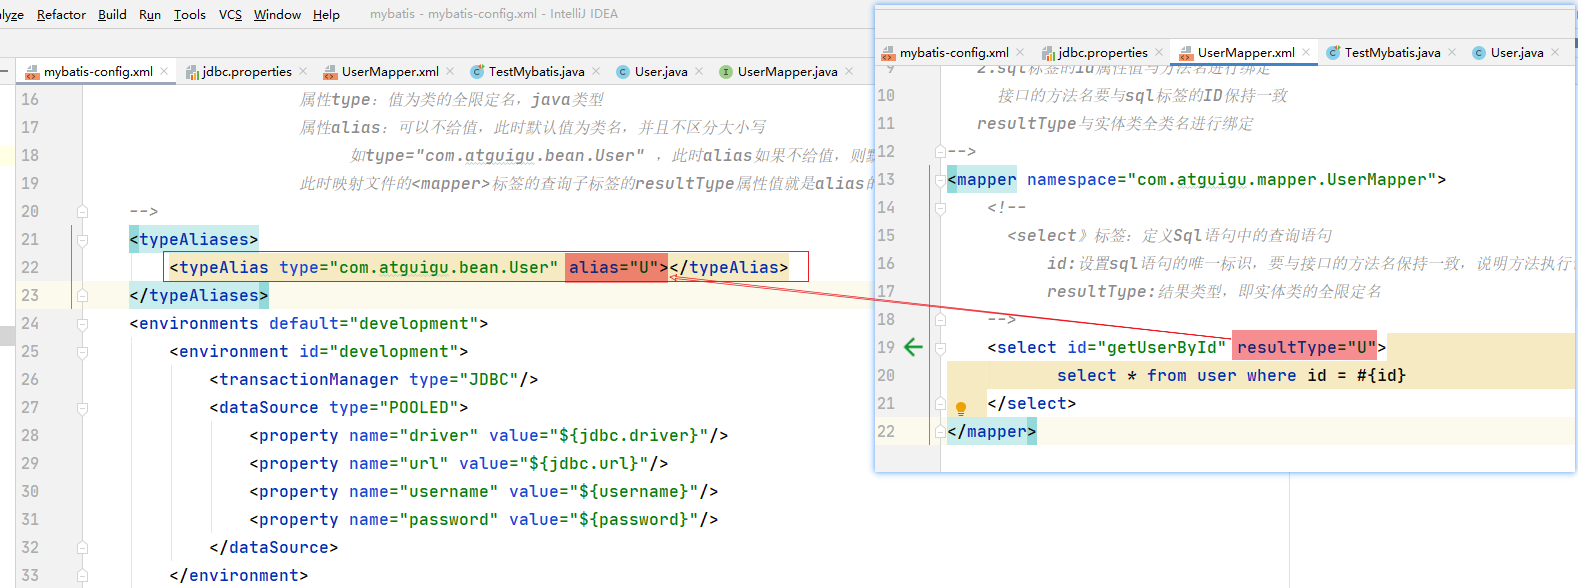 alyze Refactor Build Run Tools VCS Window Help mybatis - mybatis-config.xml - IntelliJ IDEA
mybatis-config.xml jdbc.properties UserMapper.xml TestMybatis.java User.java UserMapper.java
16 属性type：值为类的全限定名，java类型
17 属性alias：可以不给值，此时默认值为类名，并且不区分大小写
18 如type="com.atguigu.bean.User" ，此时alias如果不给值，则
19 此时映射文件的<mapper>标签的查询子标签的resultType属性值就是alias的
20 -->
21 <typeAliases>
22 <typeAlias type="com.atguigu.bean.User" alias="U"></typeAlias>
23 </typeAliases>
24 <environments default="development">
25 <environment id="development">
26 <transactionManager type="JDBC"/>
27 <dataSource type="POOLED">
28 <property name="driver" value="${jdbc.driver}"/>
29 <property name="url" value="${jdbc.url}"/>
30 <property name="username" value="${username}"/>
31 <property name="password" value="${password}"/>
32 </dataSource>
33 </environment>
mybatis-config.xml jdbc.properties UserMapper.xml TestMybatis.java User.java
9 2.sql标签的id属性值与方法名进行绑定
10 接口的方法名要与sql标签的ID保持一致
11 resultType与实体类全类名进行绑定
12 -->
13 <mapper namespace="com.atguigu.mapper.UserMapper">
14 <!--
15 <select》标签：定义Sql语句中的查询语句
16 id:设置sql语句的唯一标识，要与接口的方法名保持一致，说明方法执行
17 resultType:结果类型，即实体类的全限定名
18 -->
19 <select id="getUserById" resultType="U">
20 select * from user where id = #{id}
21 </select>
22 </mapper>